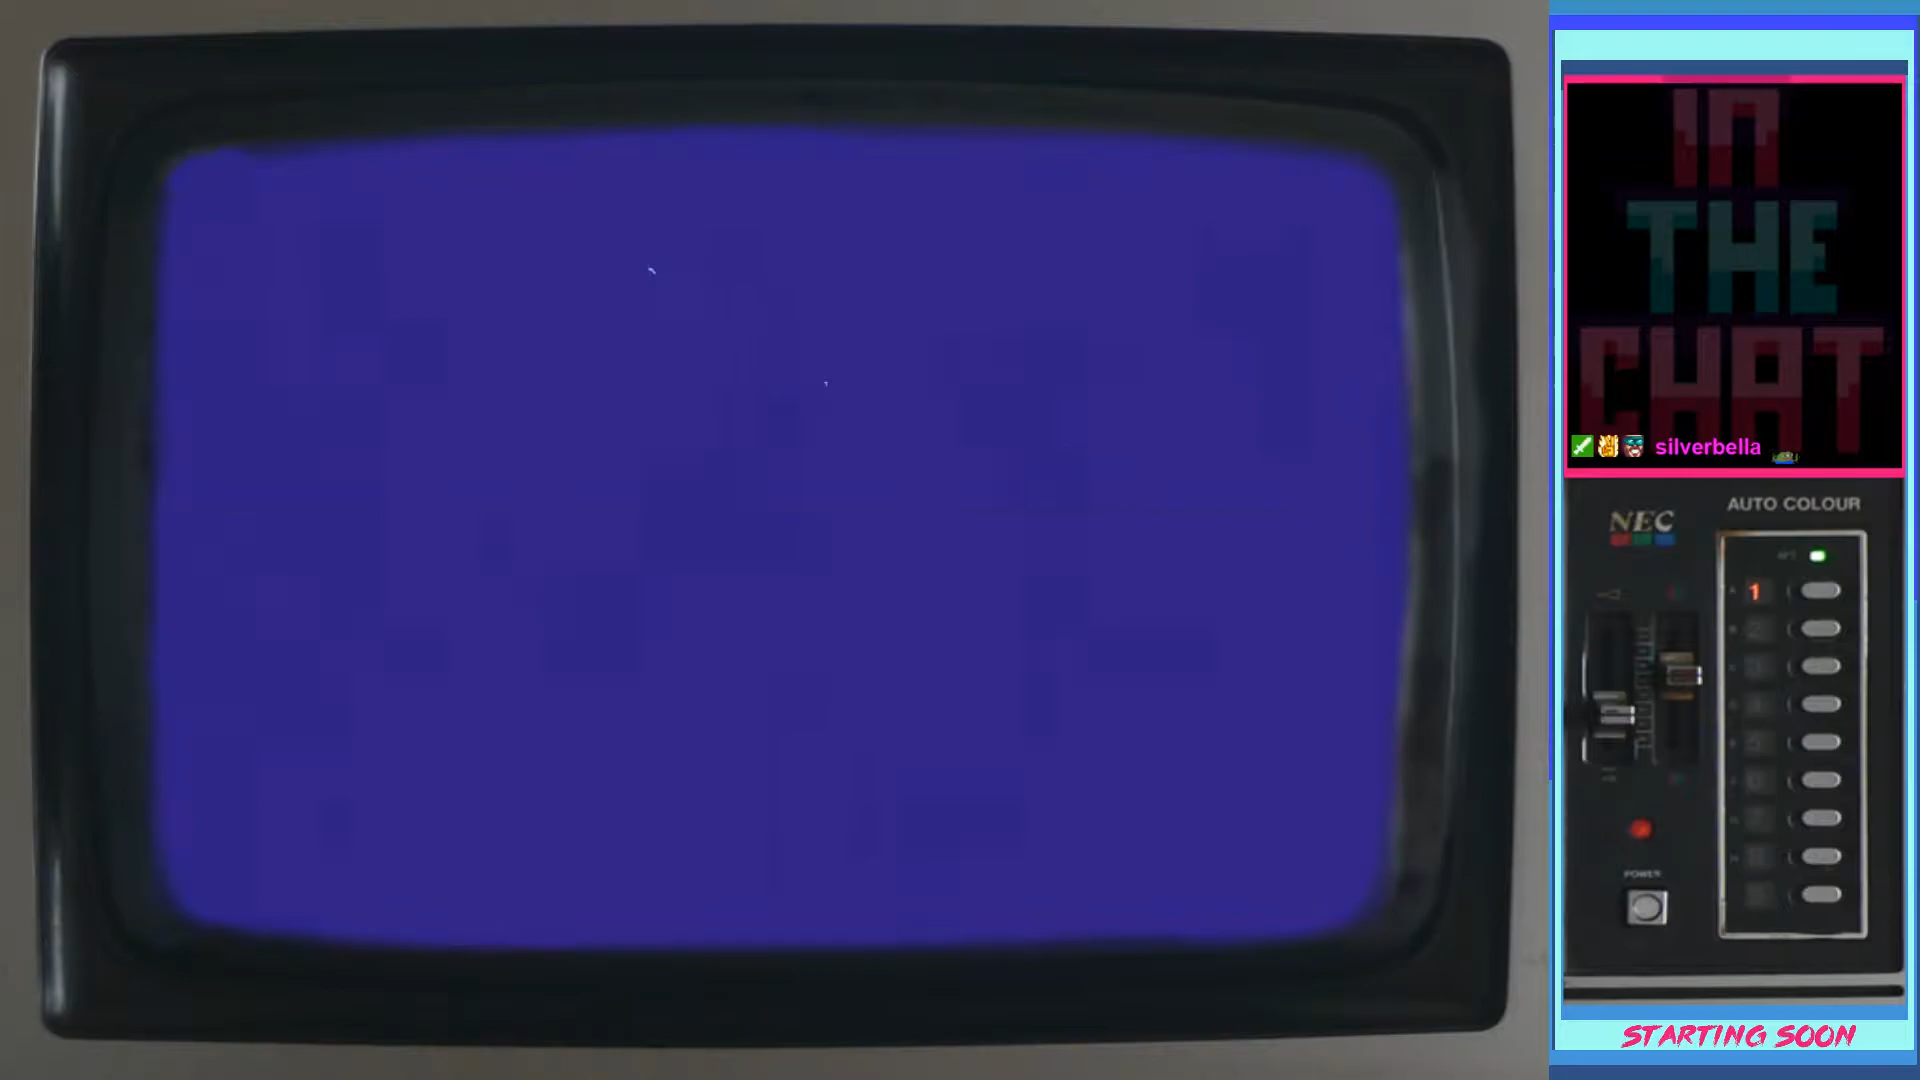 IN
THE
CHAT
silverbella
NEC
AUTO COLOUR
1
POWER
STARTING SOON